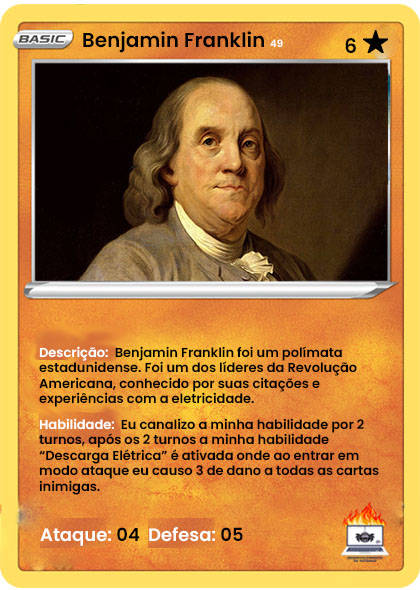 BASIC Benjamin Franklin 49 6 ★
Descrição: Benjamin Franklin foi um polímata
estadunidense. Foi um dos líderes da Revolução
Americana, conhecido por suas citações e
experiências com a eletricidade.
Habilidade: Eu canalizo a minha habilidade por 2
turnos, após os 2 turnos a minha habilidade
“Descarga Elétrica” é ativada onde ao entrar em
modo ataque eu causo 3 de dano a todas as cartas
inimigas.
Ataque: 04 Defesa: 05